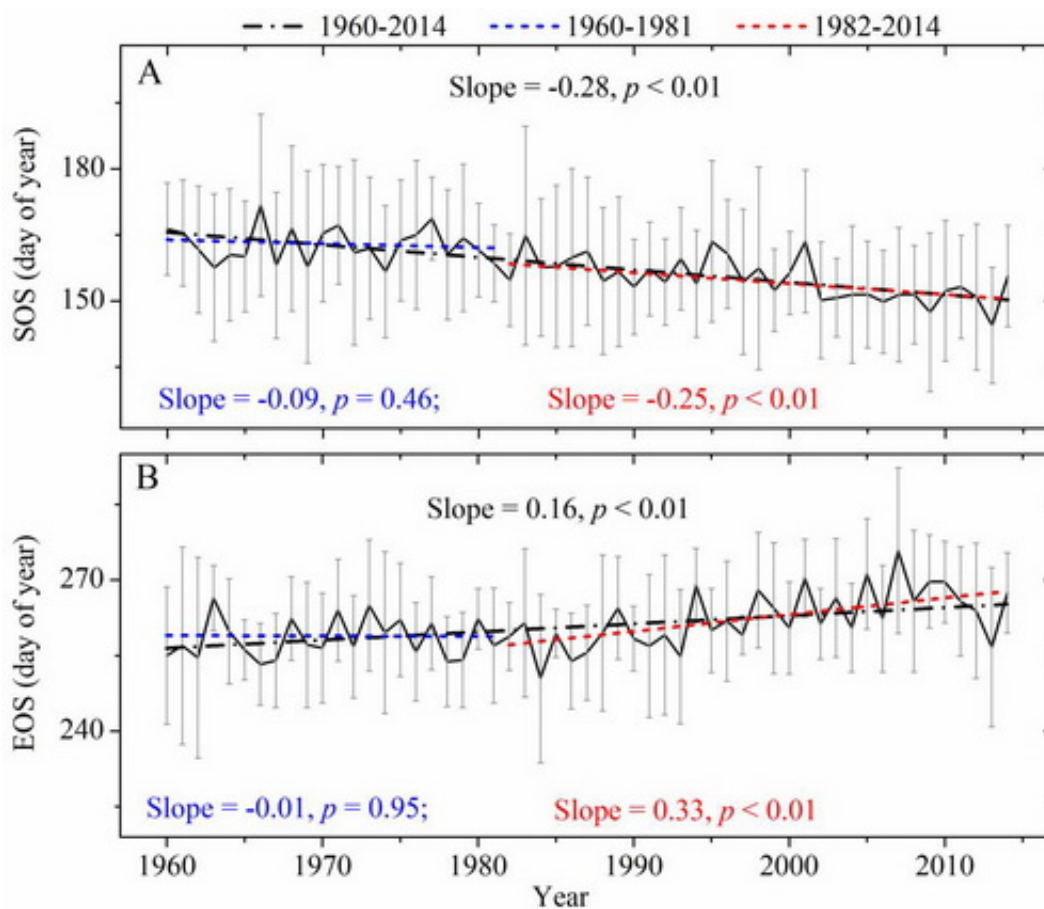 1960-2014 1960-1981 1982-2014
A
Slope = -0.28, p < 0.01
SOS (day of year)
180
150
Slope = -0.09, p = 0.46; Slope = -0.25, p < 0.01
B
Slope = 0.16, p < 0.01
EOS (day of year)
270
240
Slope = -0.01, p = 0.95; Slope = 0.33, p < 0.01
1960 1970 1980 1990 2000 2010
Year